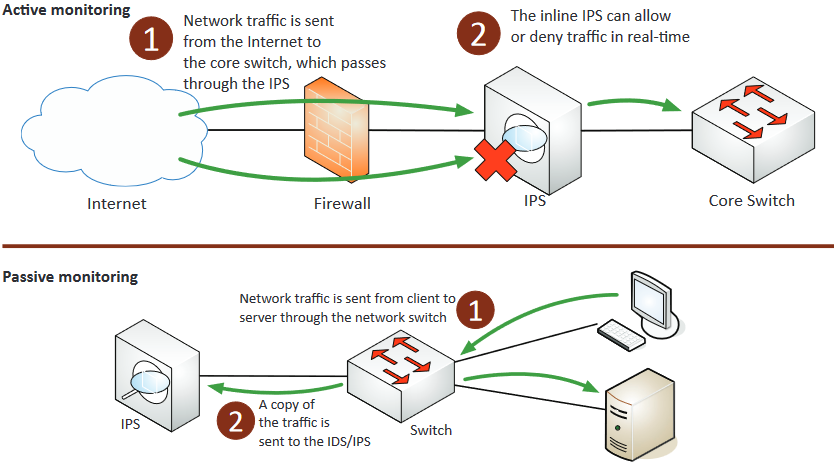 Active monitoring
1
Network traffic is sent
from the Internet to
the core switch, which passes
through the IPS
2
The inline IPS can allow
or deny traffic in real-time
Internet
Firewall
IPS
Core Switch
Passive monitoring
Network traffic is sent from client to
server through the network switch
1
2
A copy of
the traffic is
sent to the IDS/IPS
IPS
Switch